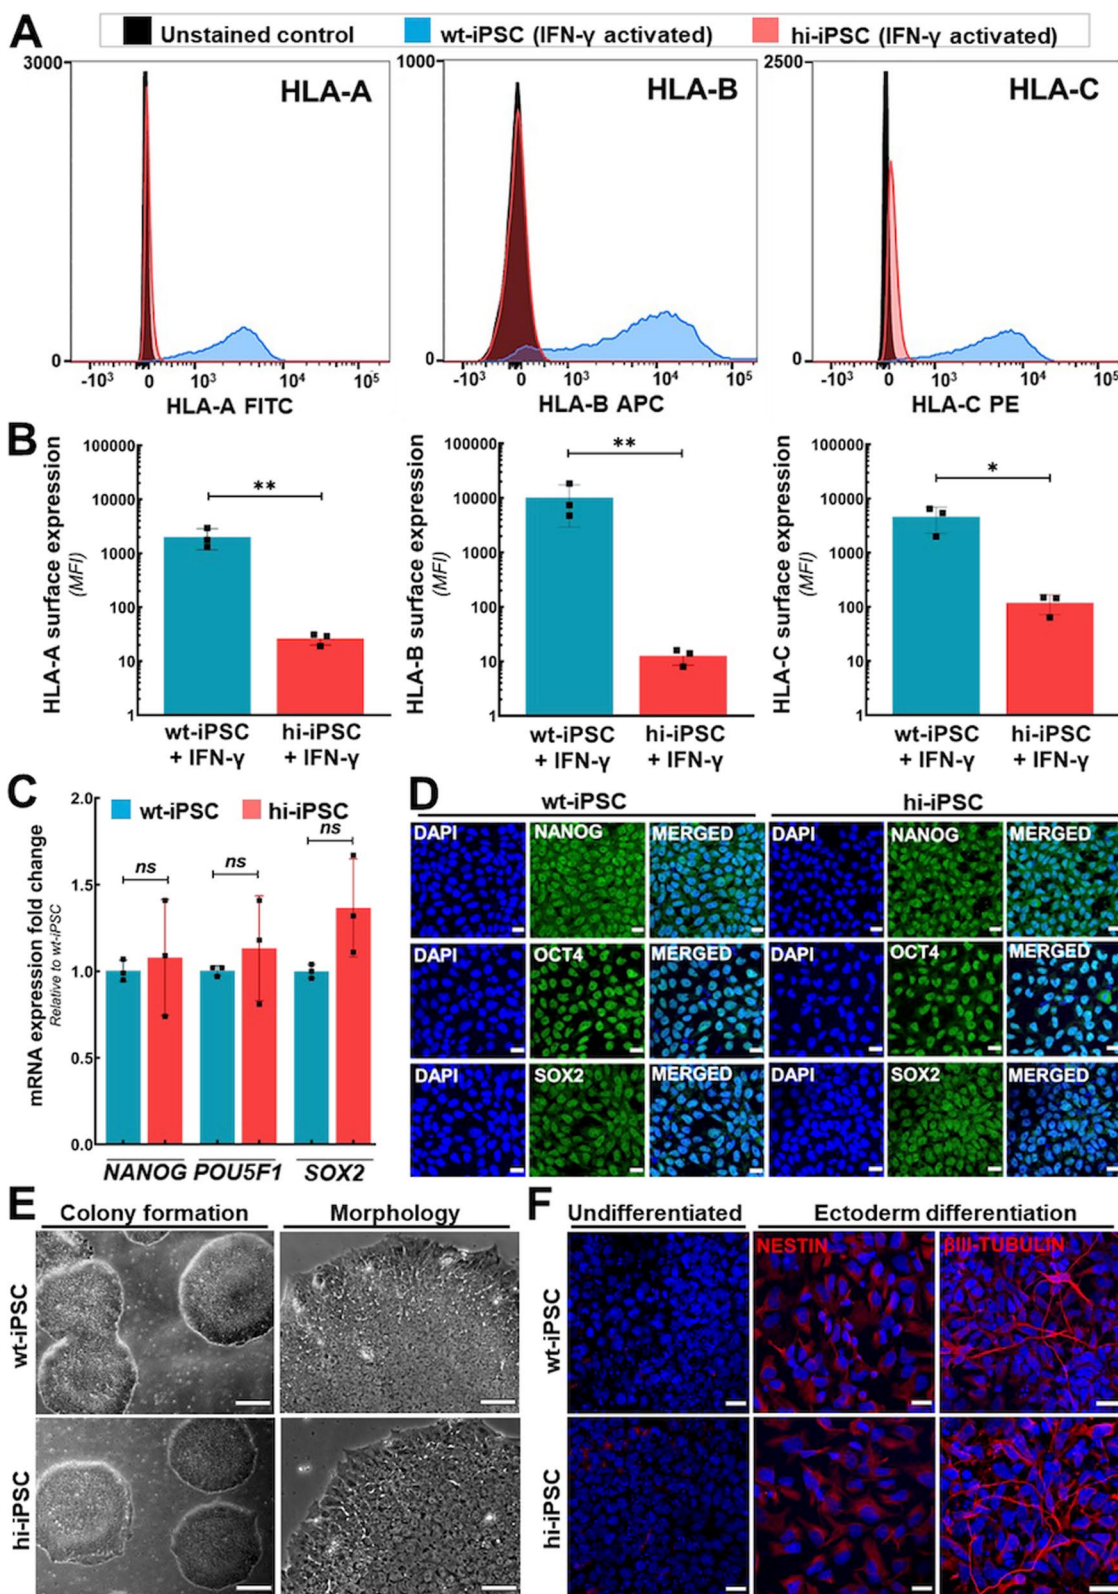 A
Unstained control wt-iPSC (IFN-γ activated) hi-iPSC (IFN-γ activated)
3000
HLA-A
0
-10³ 0 10³ 10⁴ 10⁵
HLA-A FITC
1000
HLA-B
0
-10³ 0 10³ 10⁴ 10⁵
HLA-B APC
2500
HLA-C
0
-10³ 0 10³ 10⁴ 10⁵
HLA-C PE
B
HLA-A surface expression
(MFI)
100000
10000
1000
100
10
1
**
wt-iPSC hi-iPSC
+ IFN-γ + IFN-γ
HLA-B surface expression
(MFI)
100000
10000
1000
100
10
1
**
wt-iPSC hi-iPSC
+ IFN-γ + IFN-γ
HLA-C surface expression
(MFI)
100000
10000
1000
100
10
1
*
wt-iPSC hi-iPSC
+ IFN-γ + IFN-γ
C
wt-iPSC hi-iPSC
mRNA expression fold change
Relative to wt-iPSC
2.0
1.5
1.0
0.5
0.0
ns ns ns
NANOG POU5F1 SOX2
D
wt-iPSC hi-iPSC
DAPI NANOG MERGED DAPI NANOG MERGED
DAPI OCT4 MERGED DAPI OCT4 MERGED
DAPI SOX2 MERGED DAPI SOX2 MERGED
E
Colony formation Morphology
wt-iPSC
hi-iPSC
F
Undifferentiated Ectoderm differentiation
NESTIN βIII-TUBULIN
wt-iPSC
hi-iPSC